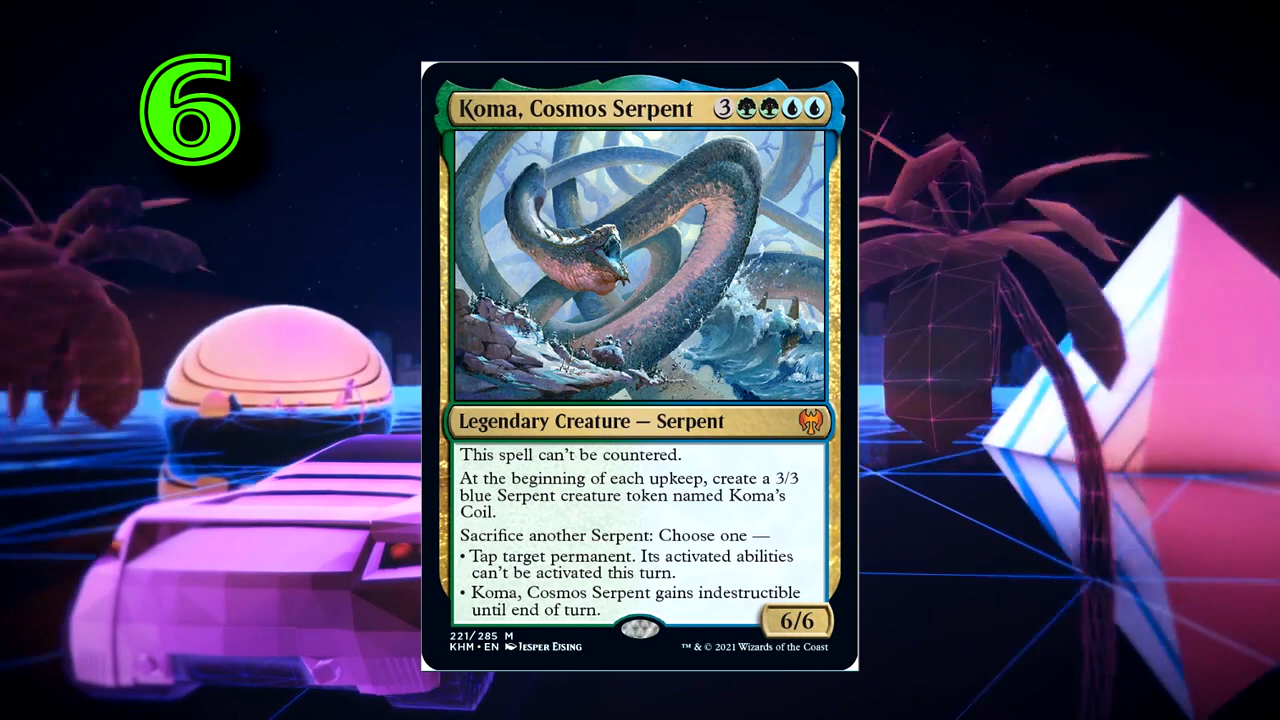 6
Koma, Cosmos Serpent 3
Legendary Creature — Serpent
This spell can't be countered.
At the beginning of each upkeep, create a 3/3
blue Serpent creature token named Koma's
Coil.
Sacrifice another Serpent: Choose one —
• Tap target permanent. Its activated abilities
can't be activated this turn.
• Koma, Cosmos Serpent gains indestructible
until end of turn.
6/6
221/285 M
KHM • EN Jesper Ejsing
™ & © 2021 Wizards of the Coast